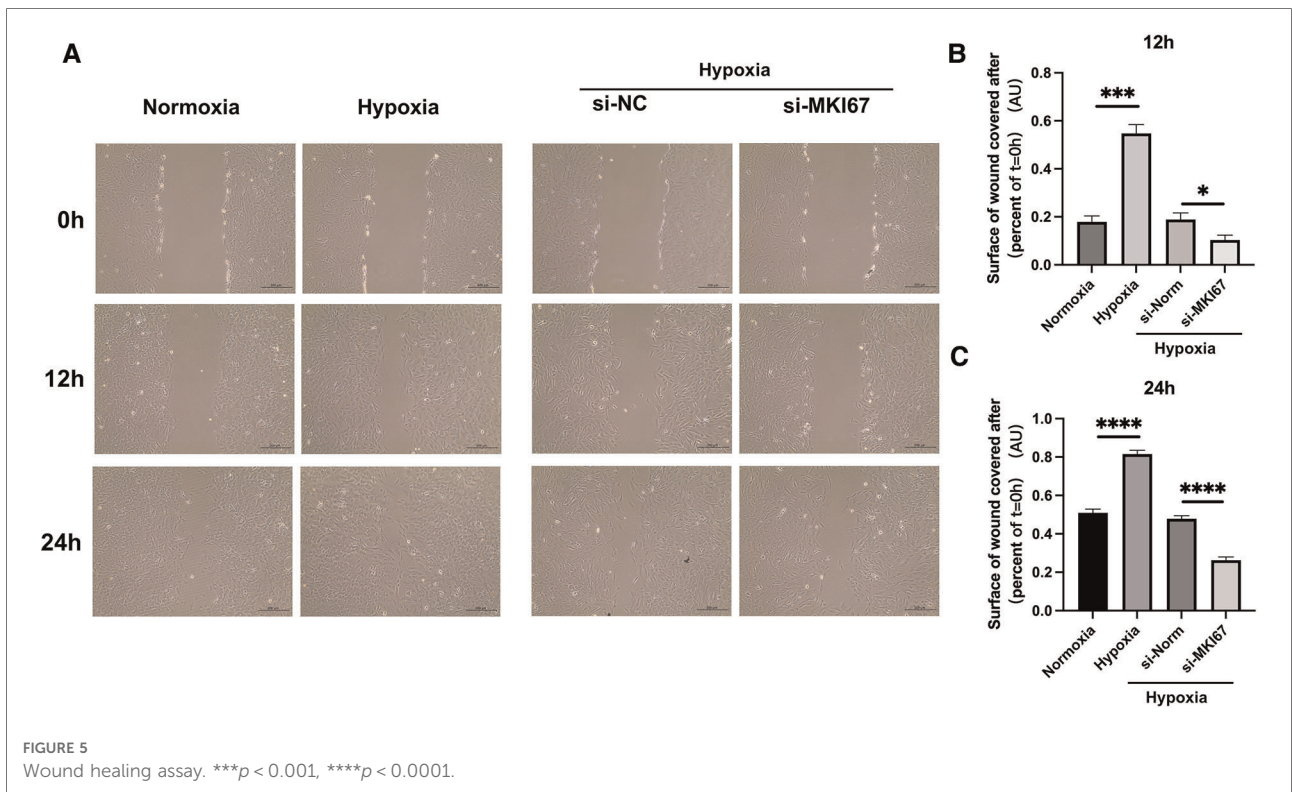 A
Normoxia
Hypoxia
Hypoxia
si-NC
si-MKI67
0h
12h
24h
B
12h
Surface of wound covered after
(percent of t=0h) (AU)
0.8
0.6
0.4
0.2
0.0
***
*
Normoxia
Hypoxia
si-Norm
si-MKI67
Hypoxia
C
24h
Surface of wound covered after
(percent of t=0h) (AU)
1.0
0.8
0.6
0.4
0.2
0.0
****
****
Normoxia
Hypoxia
si-Norm
si-MKI67
Hypoxia
FIGURE 5
Wound healing assay. ***p < 0.001, ****p < 0.0001.